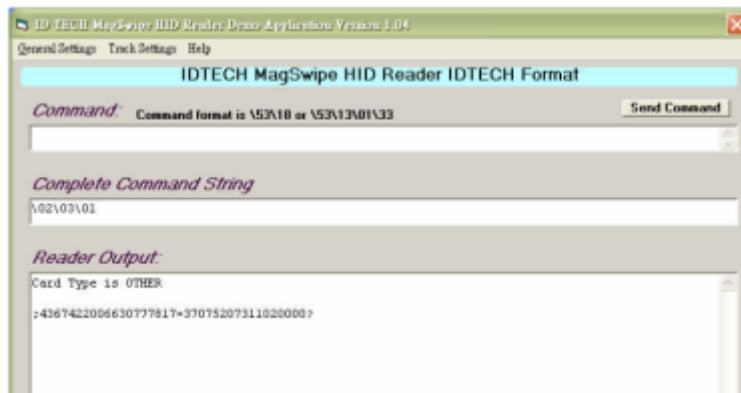 ID TECH MagSwipe HID Reader Demo Application Version 1.04
General Settings Track Settings Help
IDTECH MagSwipe HID Reader IDTECH Format
Command: Command format is \53\18 or \53\13\01\33
Send Command
Complete Command String
\02\03\01
Reader Output:
Card Type is OTHER
;4367422006630777817=37075207311020000?